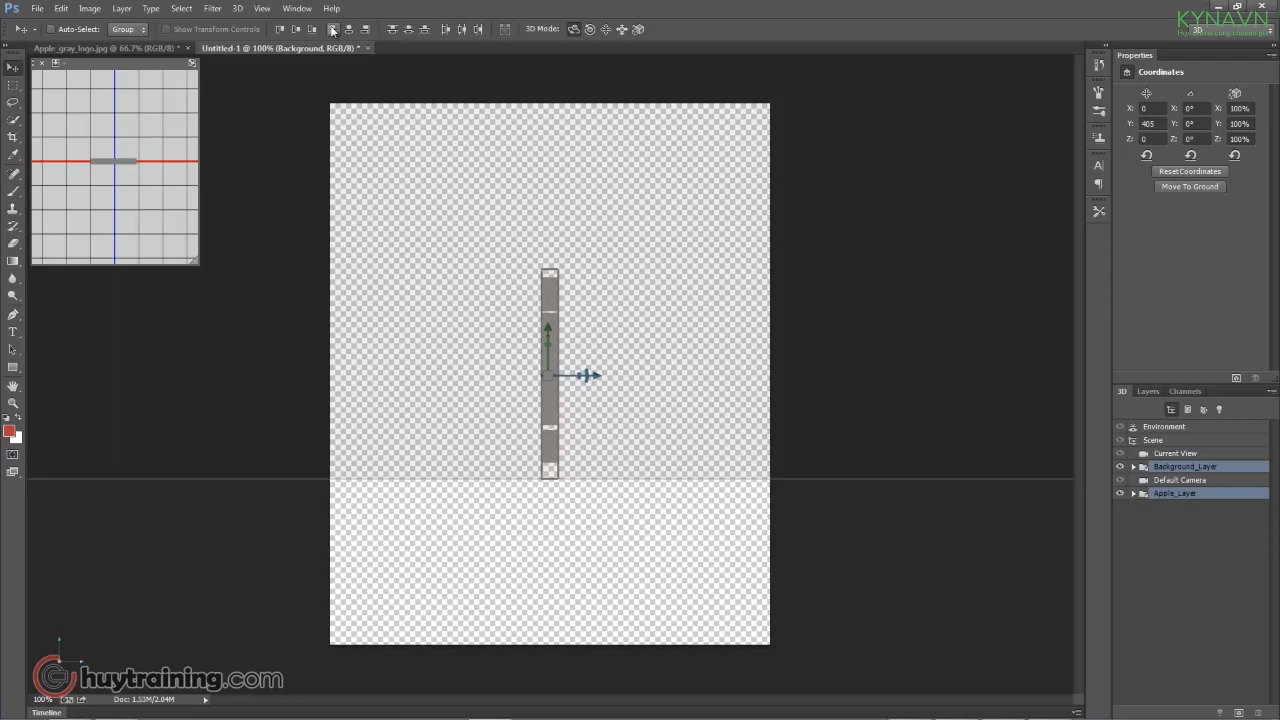 Ps File Edit Image Layer Type Select Filter 3D View Window Help
KYNA.VN
Auto-Select: Group Show Transform Controls 3D Mode: 3D
Apple_gray_logo.jpg @ 66.7% (RGB/8) * × Untitled-1 @ 100% (Background, RGB/8) * ×
Properties
Coordinates
X: 0 X: 0° X: 100%
Y: 405 Y: 0° Y: 100%
Z: 0 Z: 0° Z: 100%
Reset Coordinates
Move To Ground
3D Layers Channels
Environment
Scene
Current View
Background_Layer
Default Camera
Apple_Layer
huytraining.com
100% Doc: 1.53M/2.04M
Timeline